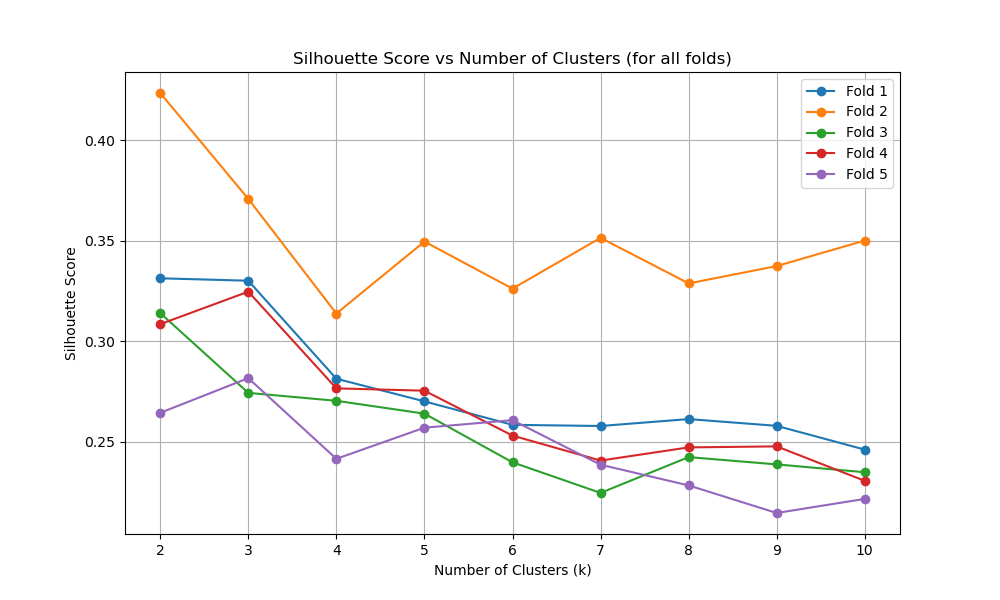 Silhouette Score vs Number of Clusters (for all folds)
Fold 1
Fold 2
Fold 3
Fold 4
Fold 5
Silhouette Score
0.40
0.35
0.30
0.25
2 3 4 5 6 7 8 9 10
Number of Clusters (k)